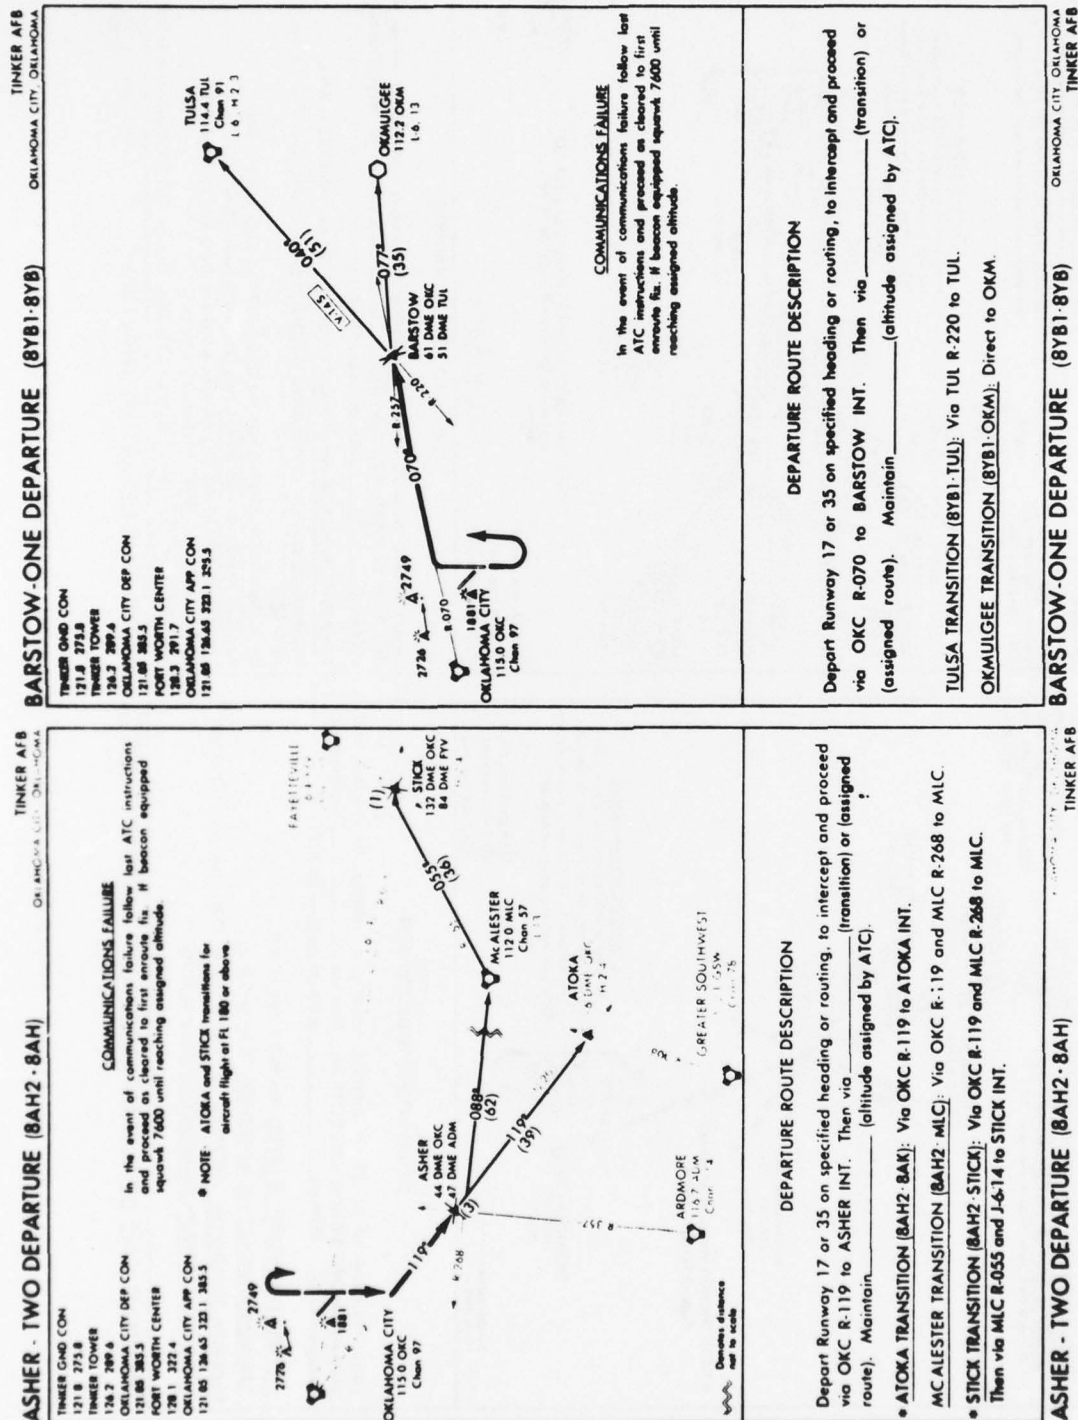 ASHER - TWO DEPARTURE (8AH2 - 8AH)
TINKER AFB
TINKER GND CON
121.8 275.8
TINKER TOWER
126.2 289.6
OKLAHOMA CITY DEP CON
121.05 385.5
FORT WORTH CENTER
128.1 322.4
OKLAHOMA CITY APP CON
121.05 126.65 323.1 385.5
COMMUNICATIONS FAILURE
In the event of communications failure follow last ATC instructions
and proceed as cleared to first enroute fix. If beacon equipped
squawk 7600 until reaching assigned altitude.
* NOTE: ATOKA and STICK transitions for
aircraft flight at FL 180 or above.
2749
1881
OKLAHOMA CITY
115.0 OKC
Chan 97
119°
ASHER
44 DME OKC
47 DME ADM
(3)
R 268
088°
(62)
119°
(39)
McALESTER
112.0 MLC
Chan 57
055°
(36)
(1)
STICK
132 DME OKC
84 DME FYV
FAYETTEVILLE
ATOKA
ARDMORE
116.7 ADM
R 357
GREATER SOUTHWEST
Denotes distance
not to scale
DEPARTURE ROUTE DESCRIPTION
Depart Runway 17 or 35 on specified heading or routing, to intercept and proceed
via OKC R-119 to ASHER INT. Then via ______ (transition) or (assigned
route). Maintain ______ (altitude assigned by ATC).
* ATOKA TRANSITION (8AH2-8AK): Via OKC R-119 to ATOKA INT.
MCALESTER TRANSITION (8AH2-MLC): Via OKC R-119 and MLC R-268 to MLC.
* STICK TRANSITION (8AH2-STICK): Via OKC R-119 and MLC R-268 to MLC.
Then via MLC R-055 and J-6-14 to STICK INT.
ASHER - TWO DEPARTURE (8AH2 - 8AH)
TINKER AFB
BARSTOW-ONE DEPARTURE (8YB1-8YB)
TINKER AFB
OKLAHOMA CITY, OKLAHOMA
TINKER GND CON
121.8 275.8
TINKER TOWER
126.2 289.6
OKLAHOMA CITY DEP CON
121.05 385.5
FORT WORTH CENTER
128.3 291.7
OKLAHOMA CITY APP CON
2726
2749
R 070
1881
OKLAHOMA CITY
115.0 OKC
Chan 97
070°
R 257
BARSTOW
61 DME OKC
51 DME TUL
R 220
V-145
040°
(51)
077°
(35)
TULSA
114.4 TUL
Chan 91
L-6, H-2-3
OKMULGEE
112.2 OKM
L-6, 13
COMMUNICATIONS FAILURE
In the event of communications failure follow last
ATC instructions and proceed as cleared to first
enroute fix. If beacon equipped squawk 7600 until
reaching assigned altitude.
DEPARTURE ROUTE DESCRIPTION
Depart Runway 17 or 35 on specified heading or routing, to intercept and proceed
via OKC R-070 to BARSTOW INT. Then via ______ (transition) or
(assigned route). Maintain ______ (altitude assigned by ATC).
TULSA TRANSITION (8YB1-TUL): Via TUL R-220 to TUL.
OKMULGEE TRANSITION (8YB1-OKM): Direct to OKM.
BARSTOW-ONE DEPARTURE (8YB1-8YB)
OKLAHOMA CITY, OKLAHOMA
TINKER AFB